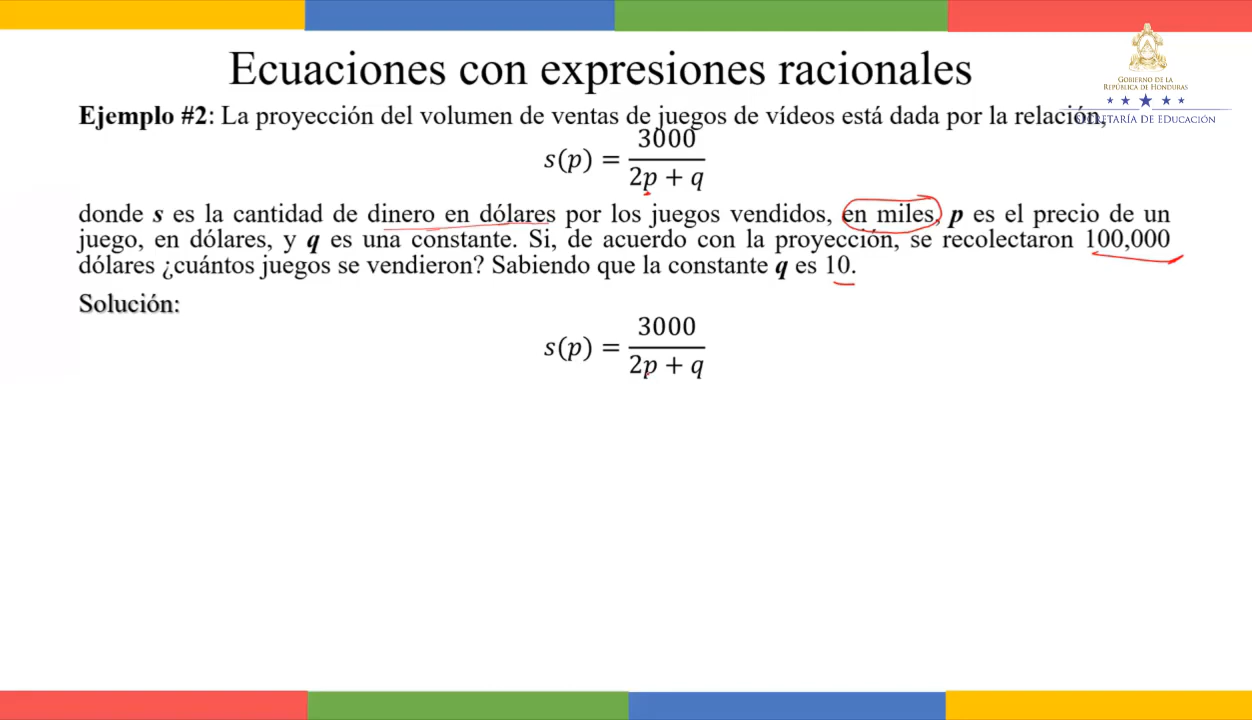 Ecuaciones con expresiones racionales
GOBIERNO DE LA
REPÚBLICA DE HONDURAS
SECRETARÍA DE EDUCACIÓN
Ejemplo #2: La proyección del volumen de ventas de juegos de vídeos está dada por la relación,
s(p) = 3000 / 2p + q
donde s es la cantidad de dinero en dólares por los juegos vendidos, en miles, p es el precio de un
juego, en dólares, y q es una constante. Si, de acuerdo con la proyección, se recolectaron 100,000
dólares ¿cuántos juegos se vendieron? Sabiendo que la constante q es 10.
Solución:
s(p) = 3000 / 2p + q